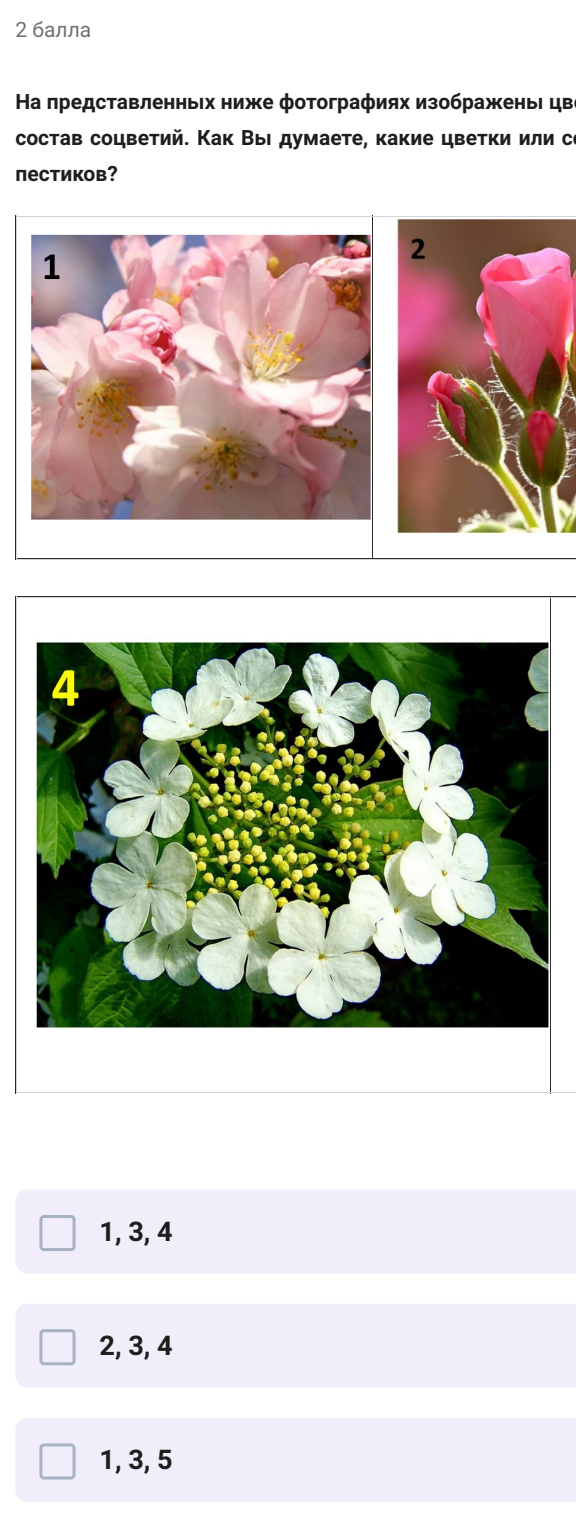 2 балла
На представленных ниже фотографиях изображены
состав соцветий. Как Вы думаете, какие цветки или
пестиков?
1
2
4
1, 3, 4
2, 3, 4
1, 3, 5